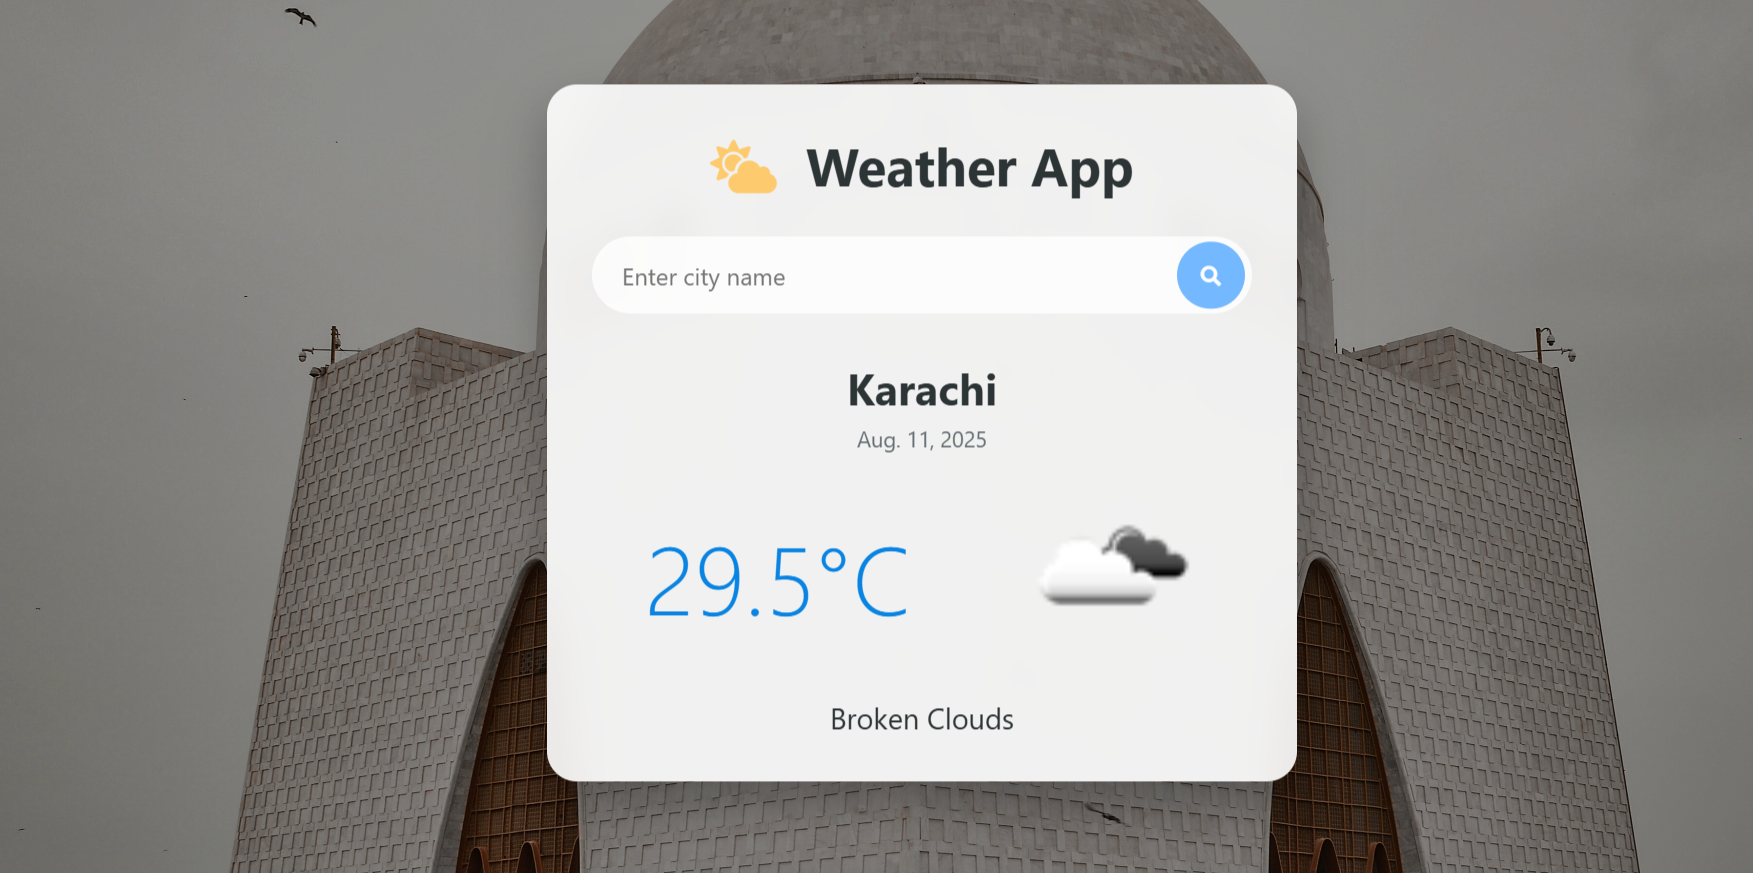 Weather App
Enter city name
Karachi
Aug. 11, 2025
29.5°C
Broken Clouds